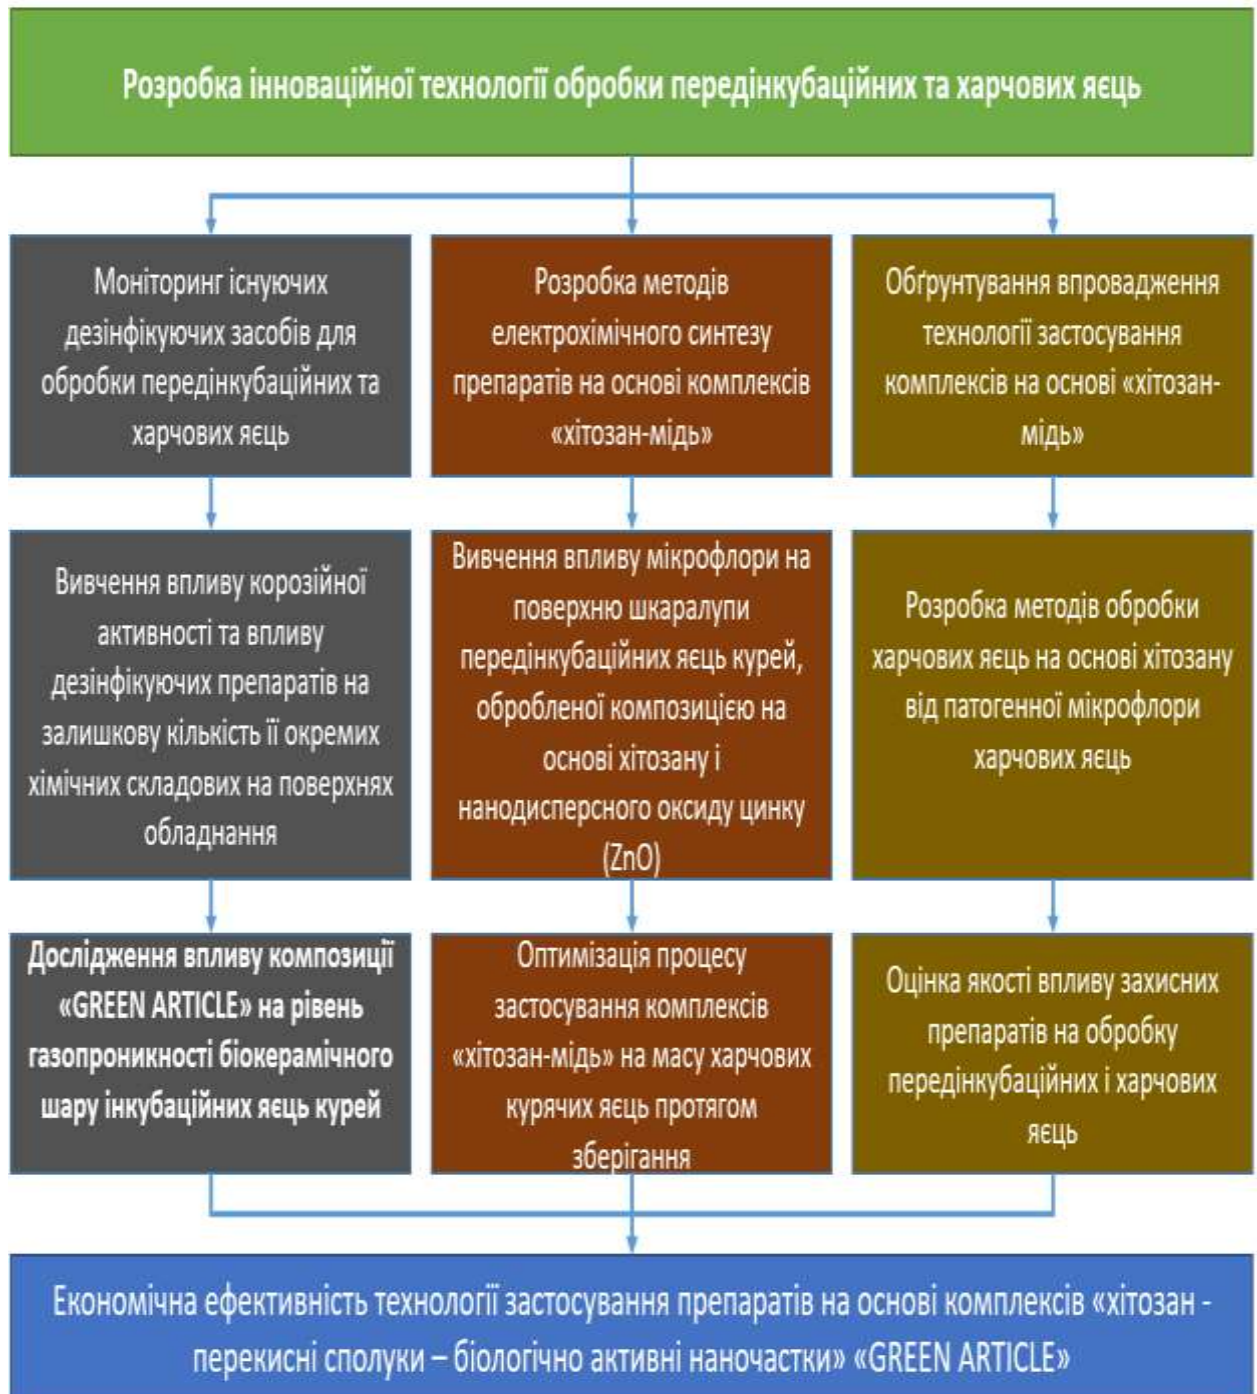 Розробка інноваційної технології обробки передінкубаційних та харчових яєць
Моніторинг існуючих
дезінфікуючих засобів для
обробки передінкубаційних та
харчових яєць
Розробка методів
електрохімічного синтезу
препаратів на основі комплексів
«хітозан-мідь»
Обґрунтування впровадження
технології застосування
комплексів на основі «хітозан-
мідь»
Вивчення впливу корозійної
активності та впливу
дезінфікуючих препаратів на
залишкову кількість її окремих
хімічних складових на поверхнях
обладнання
Вивчення впливу мікрофлори на
поверхню шкаралупи
передінкубаційних яєць курей,
обробленої композицією на
основі хітозану і
нанодисперсного оксиду цинку
(ZnO)
Розробка методів обробки
харчових яєць на основі хітозану
від патогенної мікрофлори
харчових яєць
Дослідження впливу композиції
«GREEN ARTICLE» на рівень
газопроникності біокерамічного
шару інкубаційних яєць курей
Оптимізація процесу
застосування комплексів
«хітозан-мідь» на масу харчових
курячих яєць протягом
зберігання
Оцінка якості впливу захисних
препаратів на обробку
передінкубаційних і харчових
яєць
Економічна ефективність технології застосування препаратів на основі комплексів «хітозан -
перекисні сполуки – біологічно активні наночастки» «GREEN ARTICLE»